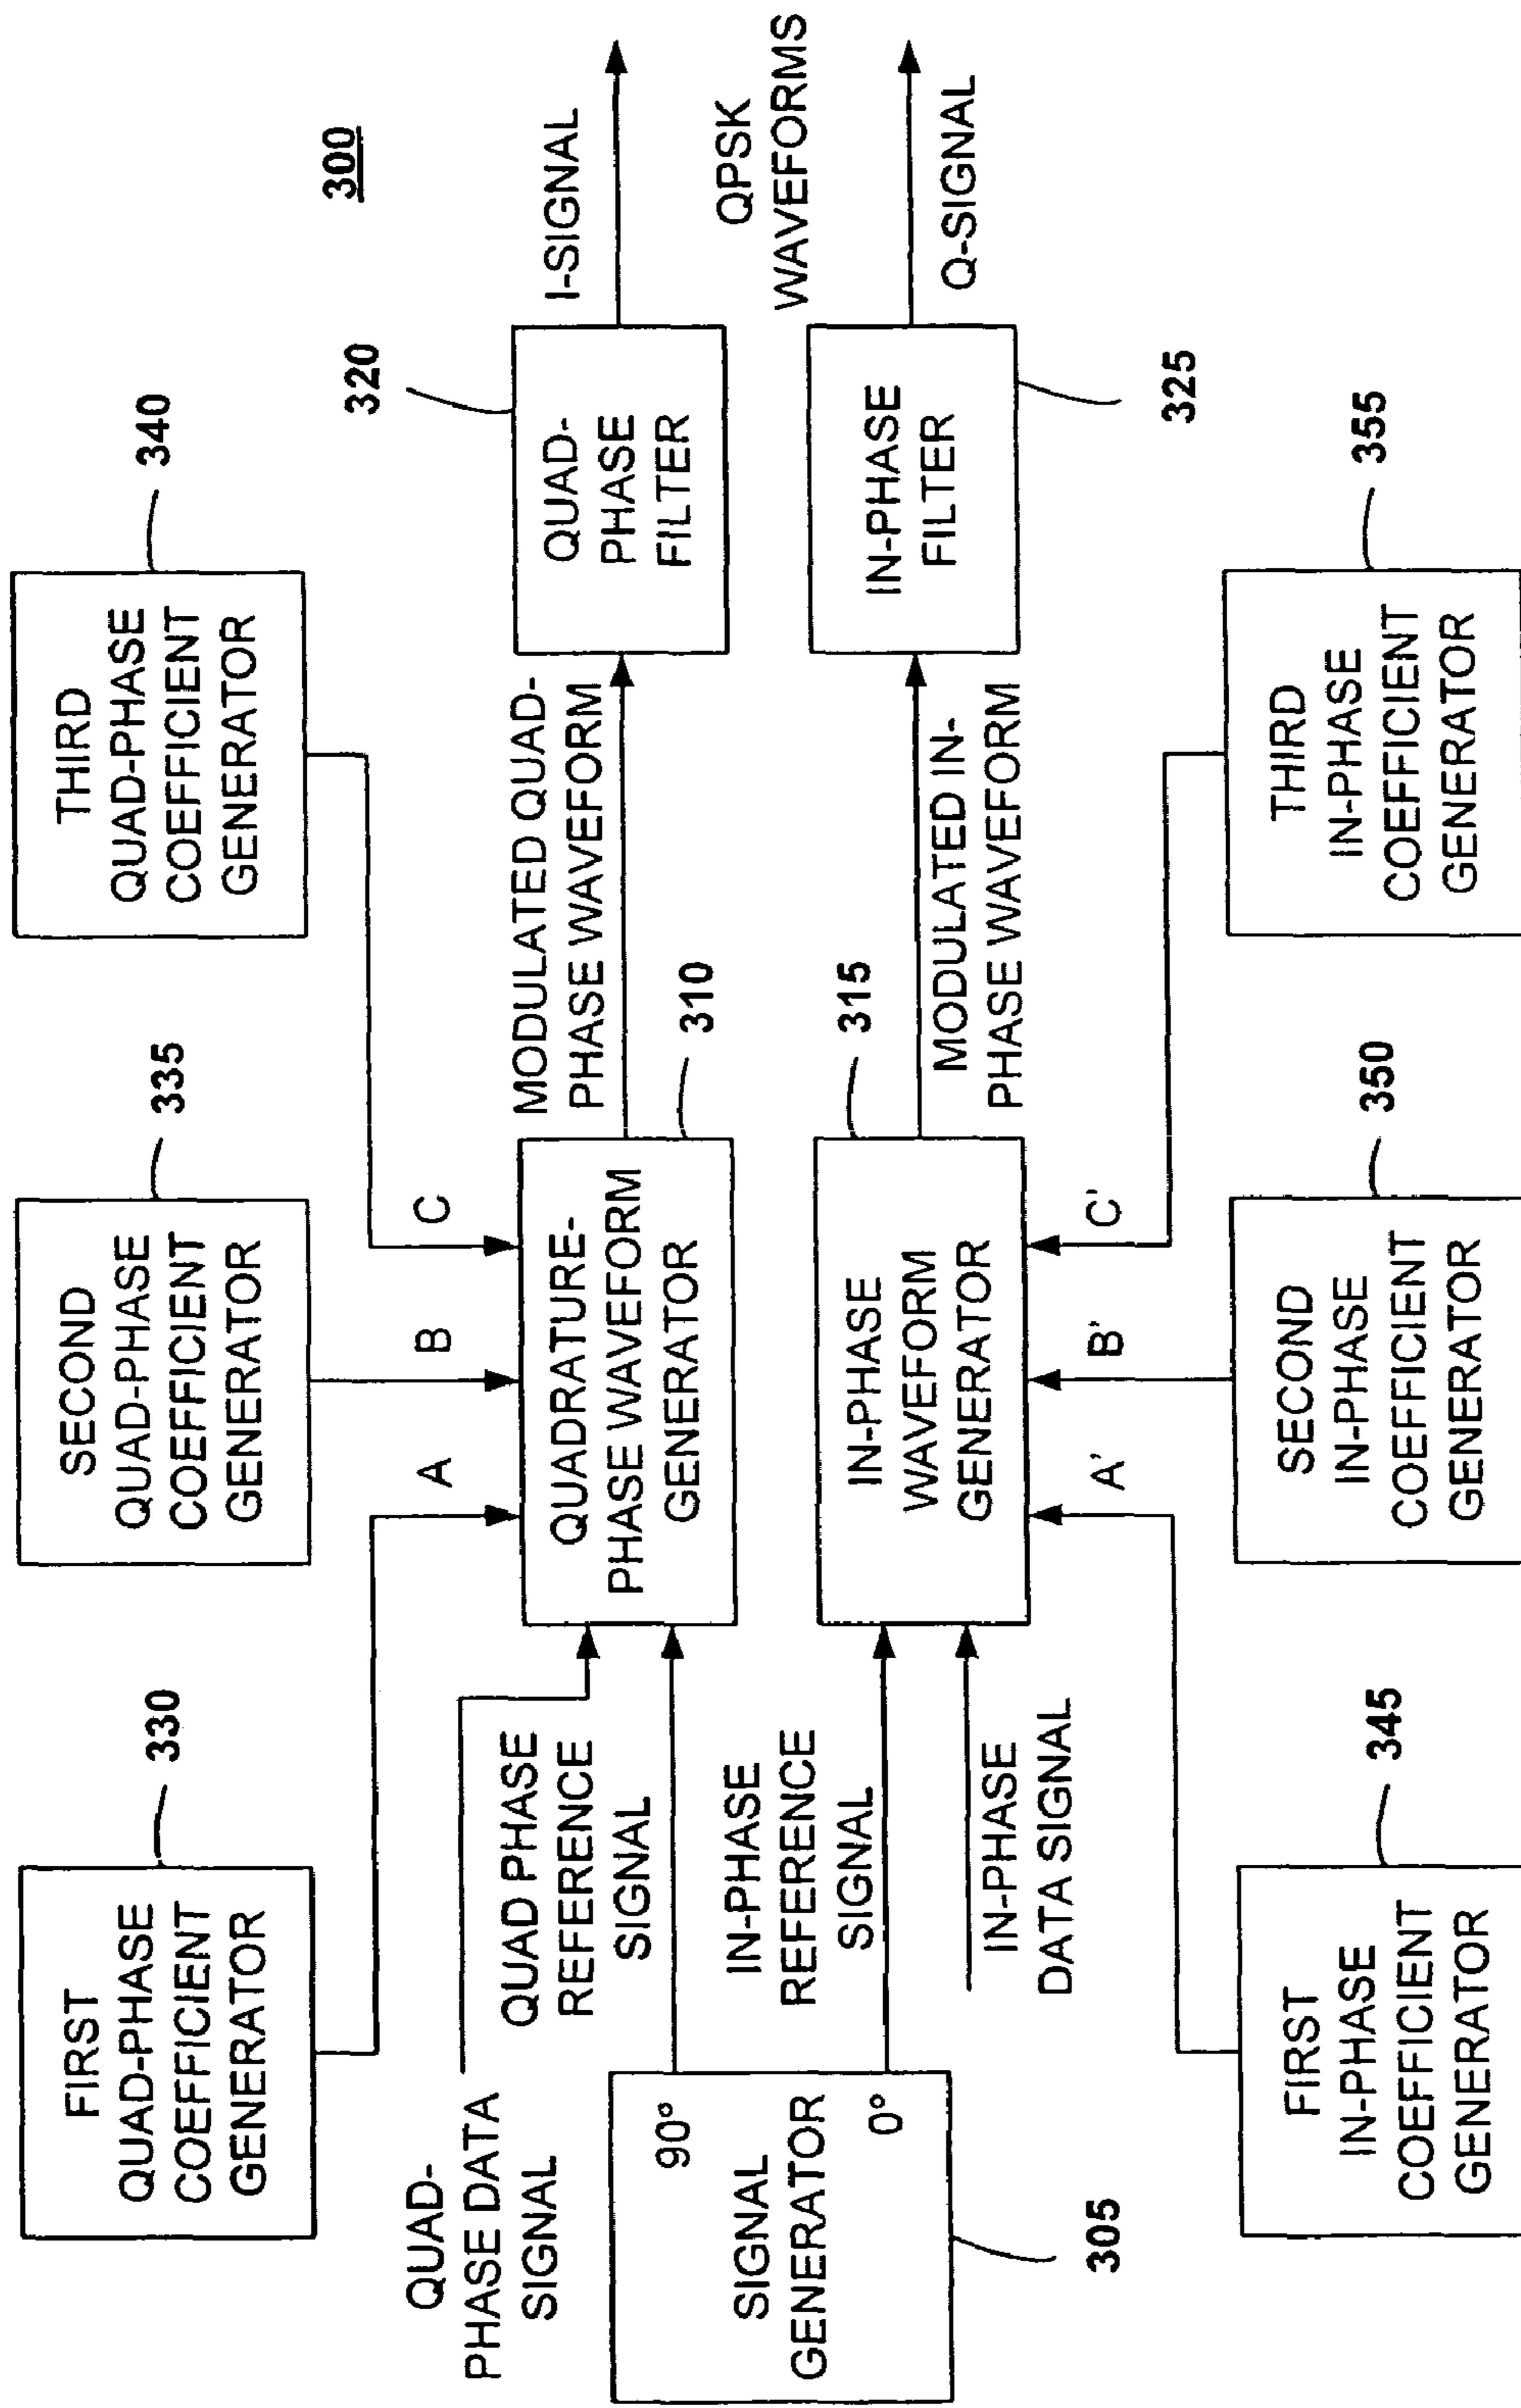 300
FIRST
QUAD-PHASE
COEFFICIENT
GENERATOR
330
SECOND
QUAD-PHASE
COEFFICIENT
GENERATOR
335
THIRD
QUAD-PHASE
COEFFICIENT
GENERATOR
340
A
B
C
QUAD-
PHASE DATA
SIGNAL
QUAD PHASE
REFERENCE
SIGNAL
QUADRATURE-
PHASE WAVEFORM
GENERATOR
310
MODULATED QUAD-
PHASE WAVEFORM
QUAD-
PHASE
FILTER
320
I-SIGNAL
SIGNAL
GENERATOR
90°
0°
305
IN-PHASE
REFERENCE
SIGNAL
IN-PHASE
DATA SIGNAL
IN-PHASE
WAVEFORM
GENERATOR
315
MODULATED IN-
PHASE WAVEFORM
IN-PHASE
FILTER
325
QPSK
WAVEFORMS
Q-SIGNAL
A'
B'
C'
FIRST
IN-PHASE
COEFFICIENT
GENERATOR
345
SECOND
IN-PHASE
COEFFICIENT
GENERATOR
350
THIRD
IN-PHASE
COEFFICIENT
GENERATOR
355